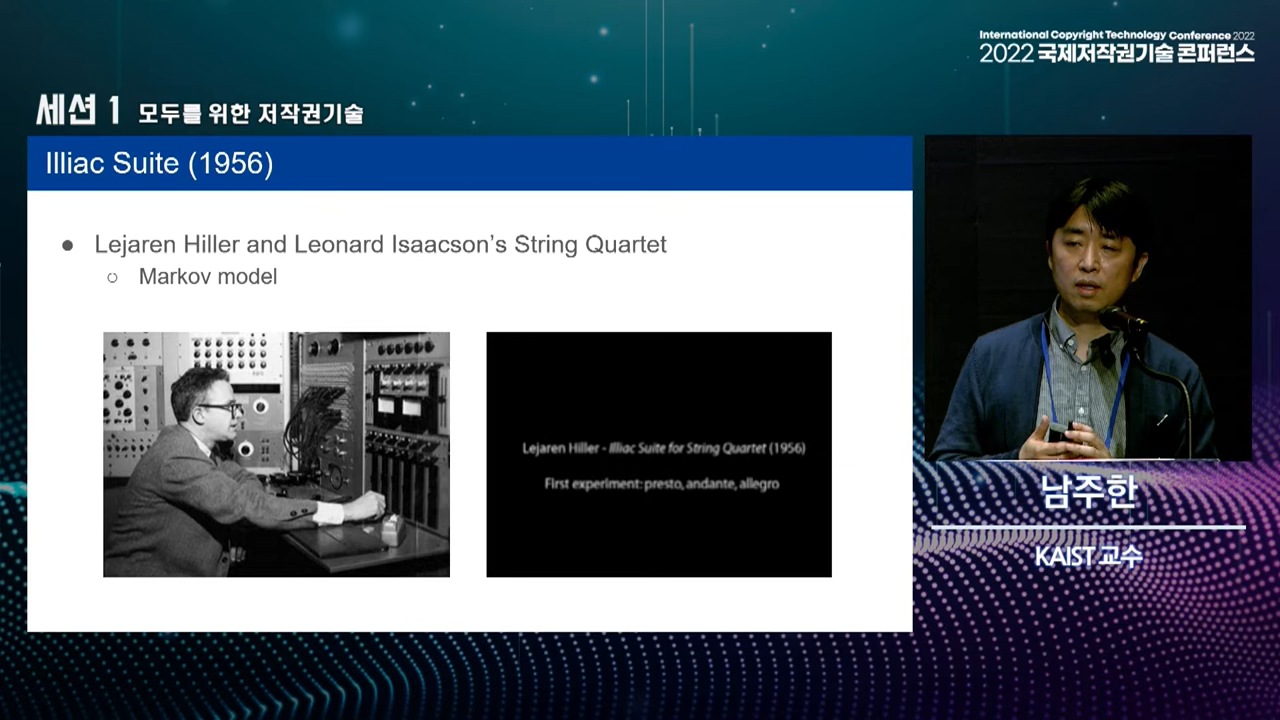 International Copyright Technology Conference 2022
2022 국제저작권기술 콘퍼런스
세션 1 모두를 위한 저작권기술
Illiac Suite (1956)
● Lejaren Hiller and Leonard Isaacson's String Quartet
○ Markov model
Lejaren Hiller - Illiac Suite for String Quartet (1956)
First experiment: presto, andante, allegro
남주한
KAIST 교수